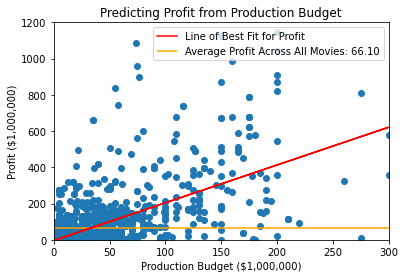 Predicting Profit from Production Budget
Line of Best Fit for Profit
Average Profit Across All Movies: 66.10
1200
1000
800
600
400
200
0
Profit ($1,000,000)
0 50 100 150 200 250 300
Production Budget ($1,000,000)